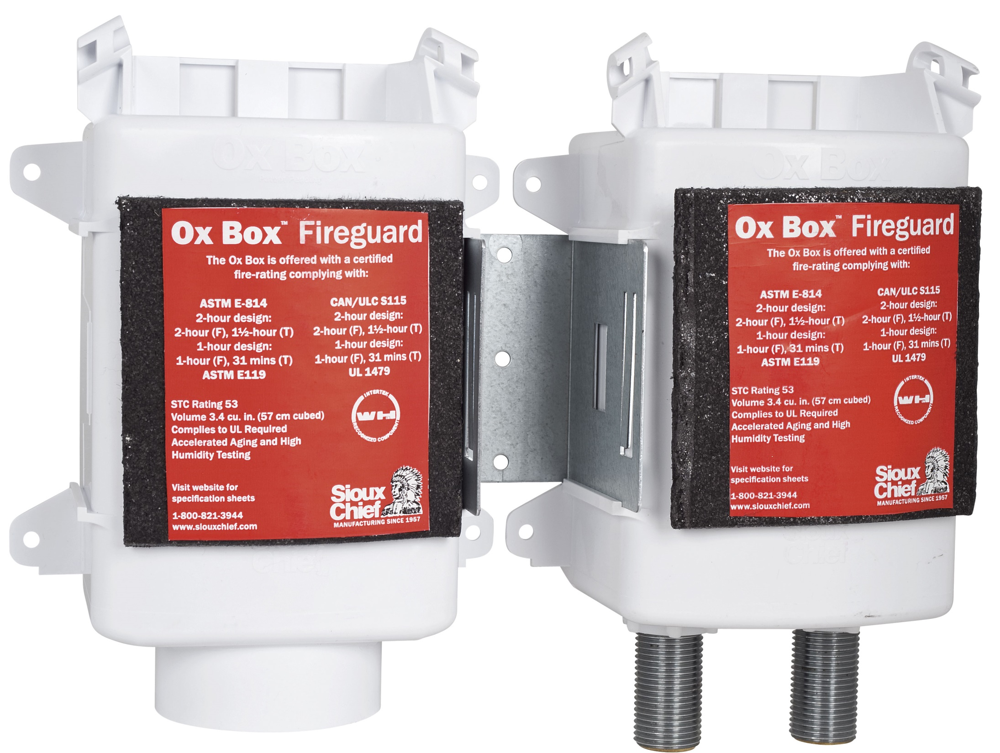 Ox Box
Ox Box™ Fireguard
The Ox Box is offered with a certified
fire-rating complying with:
ASTM E-814
2-hour design:
2-hour (F), 1½-hour (T)
1-hour design:
1-hour (F), 31 mins (T)
ASTM E119
CAN/ULC S115
2-hour design:
2-hour (F), 1½-hour (T)
1-hour design:
1-hour (F), 31 mins (T)
UL 1479
STC Rating 53
Volume 3.4 cu. in. (57 cm cubed)
Complies to UL Required
Accelerated Aging and High
Humidity Testing
INTERTEK
WH
RECOGNIZED COMPONENT
Visit website for
specification sheets
1-800-821-3944
www.siouxchief.com
Sioux
Chief
MANUFACTURING SINCE 1957
Chief
Ox Box
Ox Box™ Fireguard
The Ox Box is offered with a certified
fire-rating complying with:
ASTM E-814
2-hour design:
2-hour (F), 1½-hour (T)
1-hour design:
1-hour (F), 31 mins (T)
ASTM E119
CAN/ULC S115
2-hour design:
2-hour (F), 1½-hour (T)
1-hour design:
1-hour (F), 31 mins (T)
UL 1479
STC Rating 53
Volume 3.4 cu. in. (57 cm cubed)
Complies to UL Required
Accelerated Aging and High
Humidity Testing
INTERTEK
WH
RECOGNIZED COMPONENT
Visit website for
specification sheets
1-800-821-3944
www.siouxchief.com
Sioux
Chief
MANUFACTURING SINCE 1957
Sioux
Chief